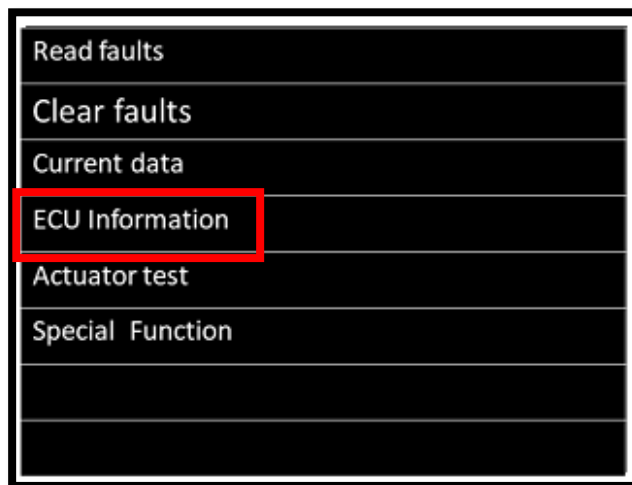 Read faults
Clear faults
Current data
ECU Information
Actuator test
Special Function